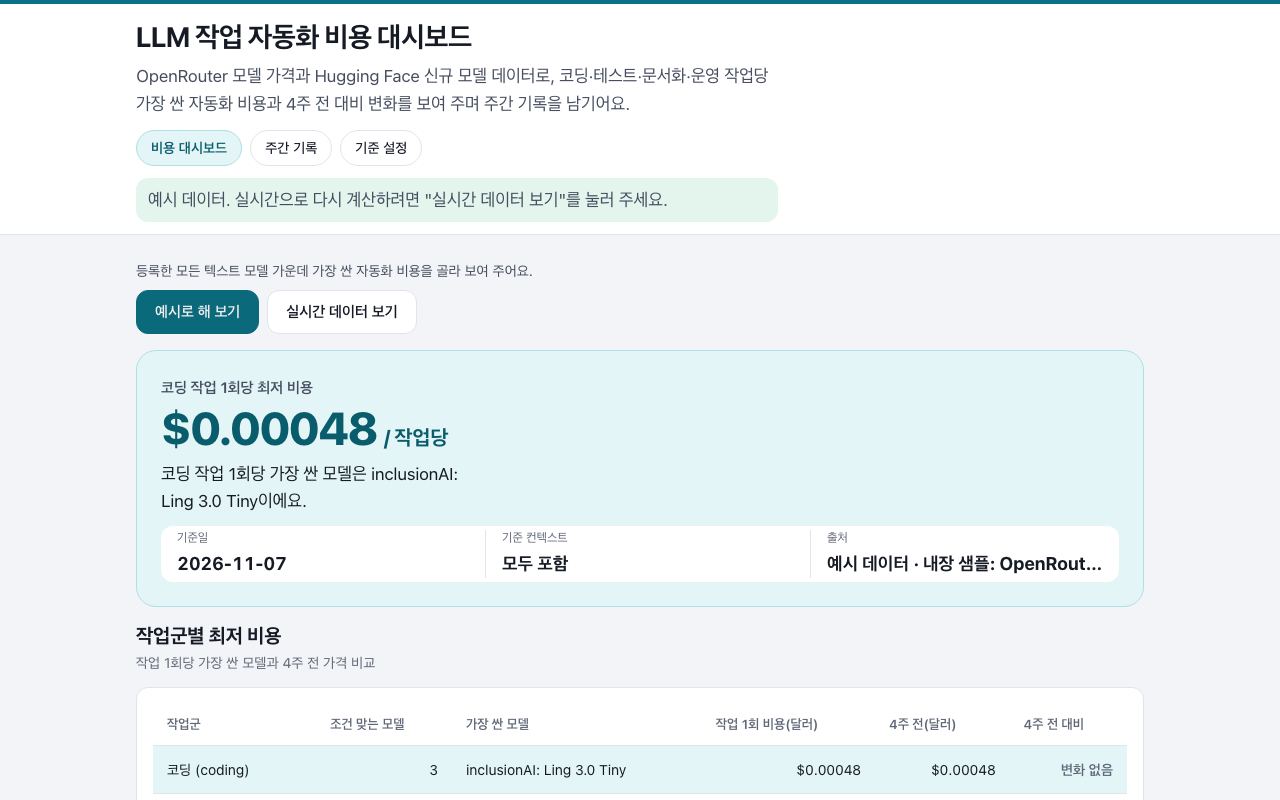 LLM 작업 자동화 비용 대시보드
OpenRouter 모델 가격과 Hugging Face 신규 모델 데이터로, 코딩·테스트·문서화·운영 작업당
가장 싼 자동화 비용과 4주 전 대비 변화를 보여 주며 주간 기록을 남기어요.
비용 대시보드 주간 기록 기준 설정
예시 데이터. 실시간으로 다시 계산하려면 "실시간 데이터 보기"를 눌러 주세요.
등록한 모든 텍스트 모델 가운데 가장 싼 자동화 비용을 골라 보여 주어요.
예시로 해 보기 실시간 데이터 보기
코딩 작업 1회당 최저 비용
$0.00048 / 작업당
코딩 작업 1회당 가장 싼 모델은 inclusionAI:
Ling 3.0 Tiny이에요.
기준일 기준 컨텍스트 출처
2026-11-07 모두 포함 예시 데이터 · 내장 샘플: OpenRout...
작업군별 최저 비용
작업 1회당 가장 싼 모델과 4주 전 가격 비교
작업군 조건 맞는 모델 가장 싼 모델 작업 1회 비용(달러) 4주 전(달러) 4주 전 대비
코딩 (coding) 3 inclusionAI: Ling 3.0 Tiny $0.00048 $0.00048 변화 없음